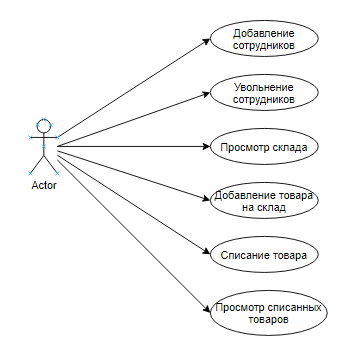 Добавление
сотрудников
Увольнение
сотрудников
Просмотр склада
Actor
Добавление товара
на склад
Списание товара
Просмотр списанных
товаров